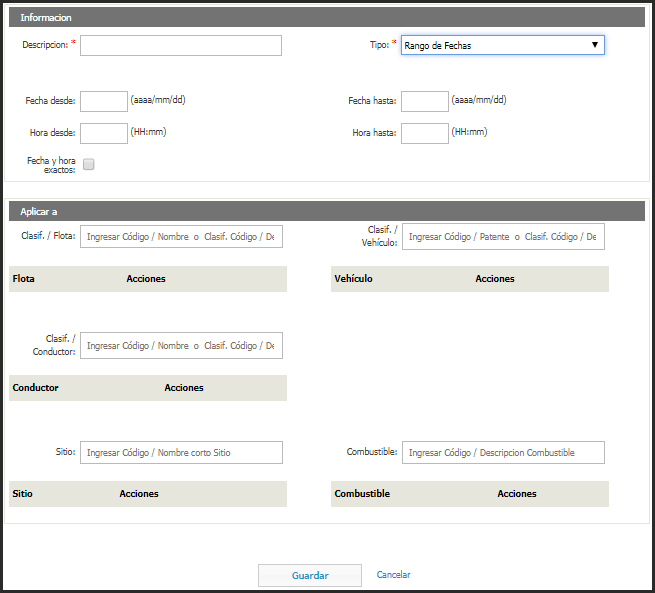 Informacion
Descripcion: *
Tipo: * Rango de Fechas ▼
Fecha desde: (aaaa/mm/dd)
Fecha hasta: (aaaa/mm/dd)
Hora desde: (HH:mm)
Hora hasta: (HH:mm)
Fecha y hora
exactos:
Aplicar a
Clasif. / Flota: Ingresar Código / Nombre o Clasif. Código / De
Clasif. /
Vehículo: Ingresar Código / Patente o Clasif. Código / De
Flota Acciones
Vehículo Acciones
Clasif. /
Conductor: Ingresar Código / Nombre o Clasif. Código / De
Conductor Acciones
Sitio: Ingresar Código / Nombre corto Sitio
Combustible: Ingresar Código / Descripcion Combustible
Sitio Acciones
Combustible Acciones
Guardar Cancelar